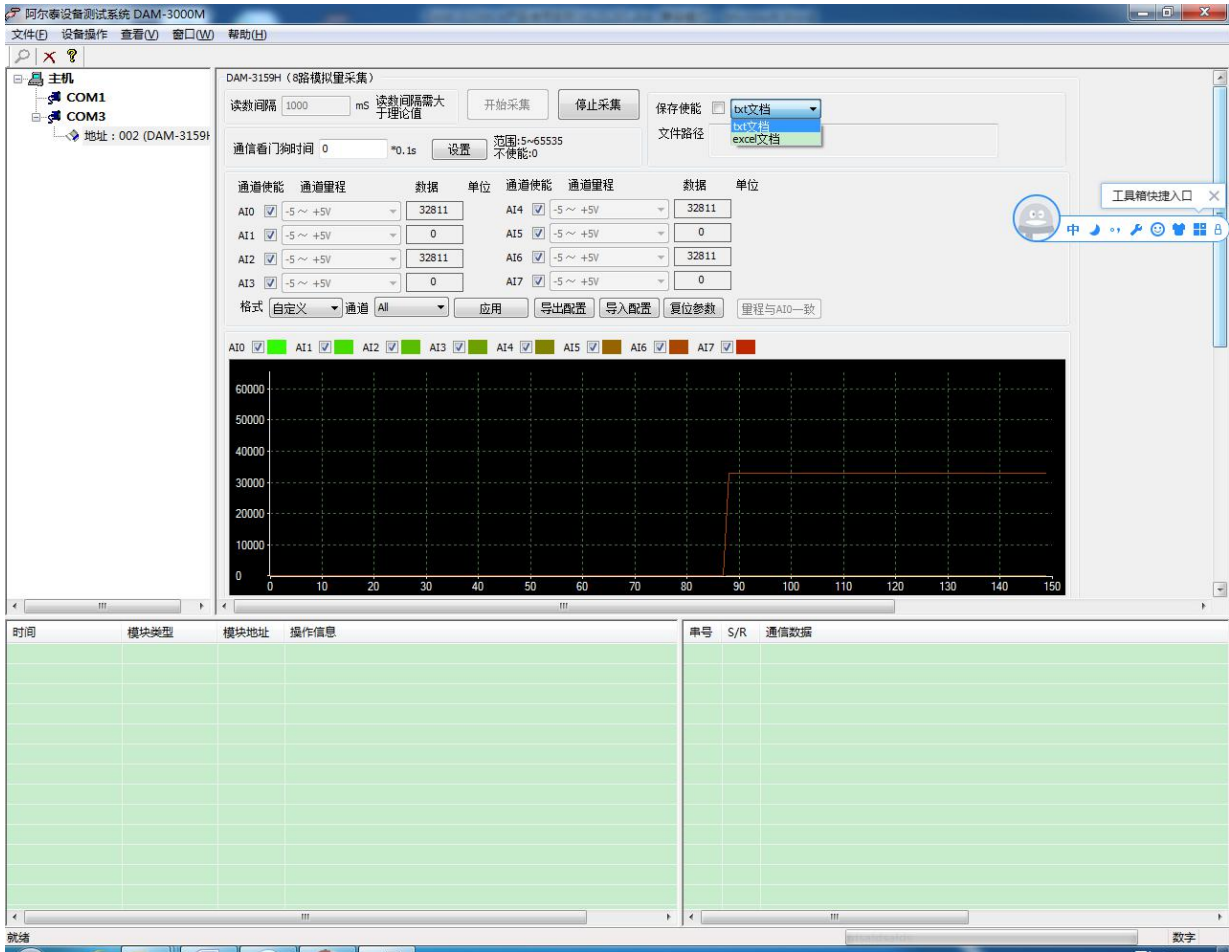 阿尔泰设备测试系统 DAM-3000M
文件(F) 设备操作 查看(V) 窗口(W) 帮助(H)
主机
COM1
COM3
地址：002 (DAM-3159H
DAM-3159H（8路模拟量采集）
读数间隔 1000 mS 读数间隔需大于理论值 开始采集 停止采集
保存使能 txt文档
txt文档
excel文档
文件路径
通信看门狗时间 0 *0.1s 设置 范围:5~65535 不使能:0
通道使能 通道里程 数据 单位 通道使能 通道里程 数据 单位
AI0 -5～ +5V 32811 AI4 -5～ +5V 32811
AI1 -5～ +5V 0 AI5 -5～ +5V 0
AI2 -5～ +5V 32811 AI6 -5～ +5V 32811
AI3 -5～ +5V 0 AI7 -5～ +5V 0
格式 自定义 通道 All 应用 导出配置 导入配置 复位参数 里程与AI0一致
工具箱快捷入口
中
AI0 AI1 AI2 AI3 AI4 AI5 AI6 AI7
60000
50000
40000
30000
20000
10000
0
0 10 20 30 40 50 60 70 80 90 100 110 120 130 140 150
时间 模块类型 模块地址 操作信息
串号 S/R 通信数据
就绪
数字